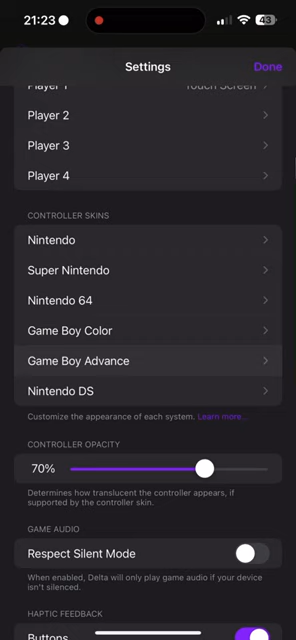 21:23
Settings
Done
Player 1
Touch Screen
Player 2
Player 3
Player 4
CONTROLLER SKINS
Nintendo
Super Nintendo
Nintendo 64
Game Boy Color
Game Boy Advance
Nintendo DS
Customize the appearance of each system. Learn more...
CONTROLLER OPACITY
70%
Determines how translucent the controller appears, if
supported by the controller skin.
GAME AUDIO
Respect Silent Mode
When enabled, Delta will only play game audio if your device
isn't silenced.
HAPTIC FEEDBACK
Buttons